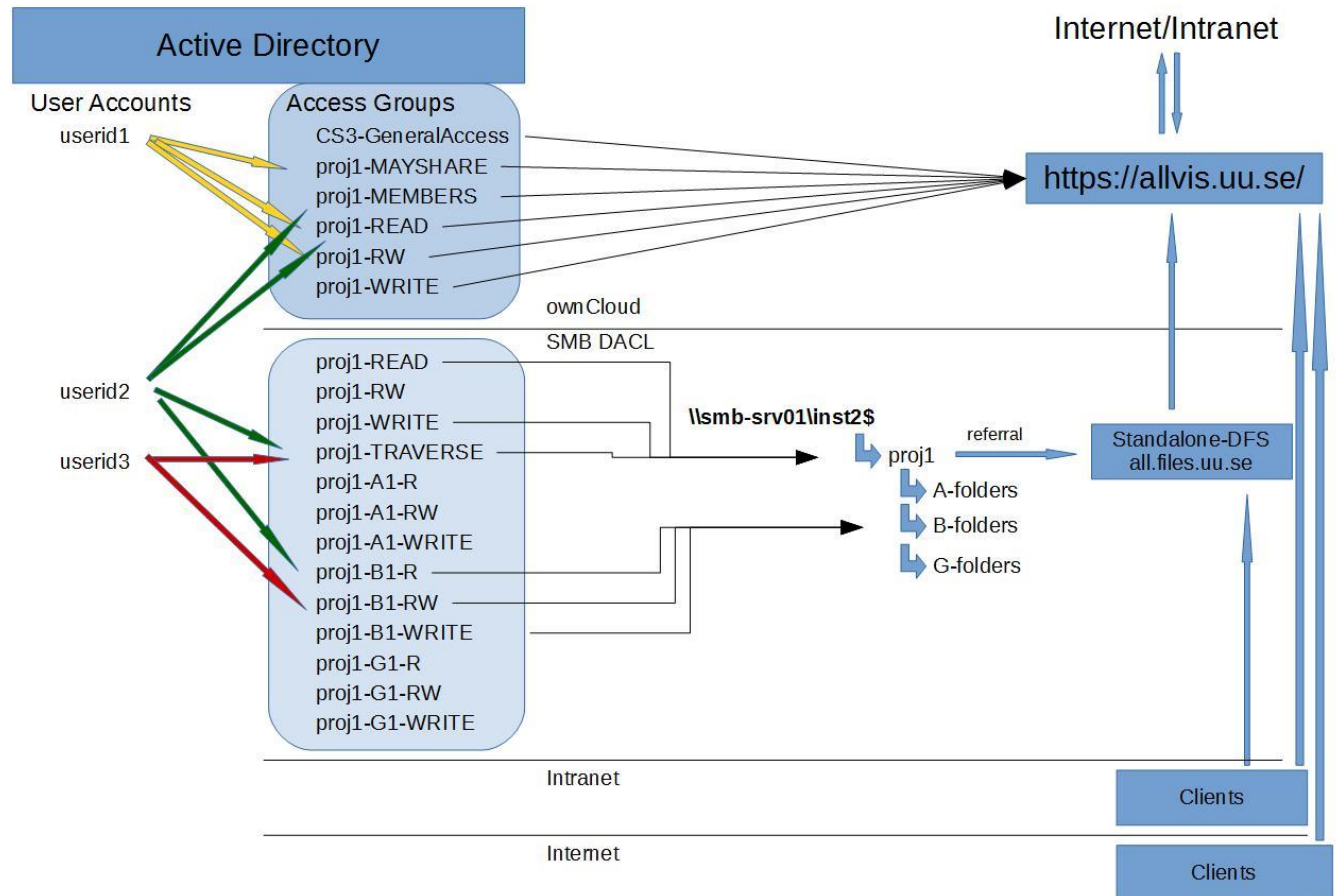 Active Directory
Internet/Intranet
User Accounts
Access Groups
userid1
CS3-GeneralAccess
proj1-MAYSHARE
proj1-MEMBERS
proj1-READ
proj1-RW
proj1-WRITE
https://allvis.uu.se/
ownCloud
SMB DACL
userid2
userid3
proj1-READ
proj1-RW
proj1-WRITE
proj1-TRAVERSE
proj1-A1-R
proj1-A1-RW
proj1-A1-WRITE
proj1-B1-R
proj1-B1-RW
proj1-B1-WRITE
proj1-G1-R
proj1-G1-RW
proj1-G1-WRITE
\\smb-srv01\inst2$
proj1
A-folders
B-folders
G-folders
referral
Standalone-DFS
all.files.uu.se
Intranet
Clients
Internet
Clients